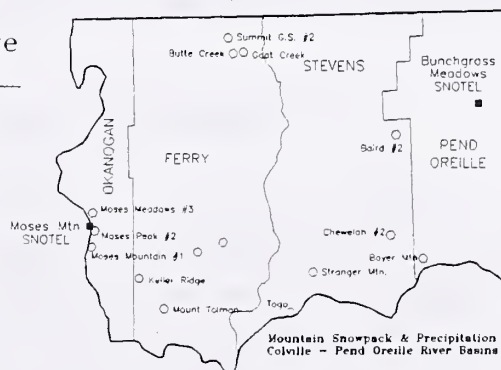 Summit G.S. #2
Butte Creek
Goat Creek
STEVENS
Bunchgrass
Meadows
SNOTEL
OKANOGAN
FERRY
Baird #2
PEND
OREILLE
Moses Meadows #3
Moses Mtn
SNOTEL
Moses Peak #2
Moses Mountain #1
Chewelah #2
Boyer Mtn
Keller Ridge
Stranger Mtn.
Mount Tolman
Togo
Mountain Snowpack & Precipitation
Colville - Pend Oreille River Basins